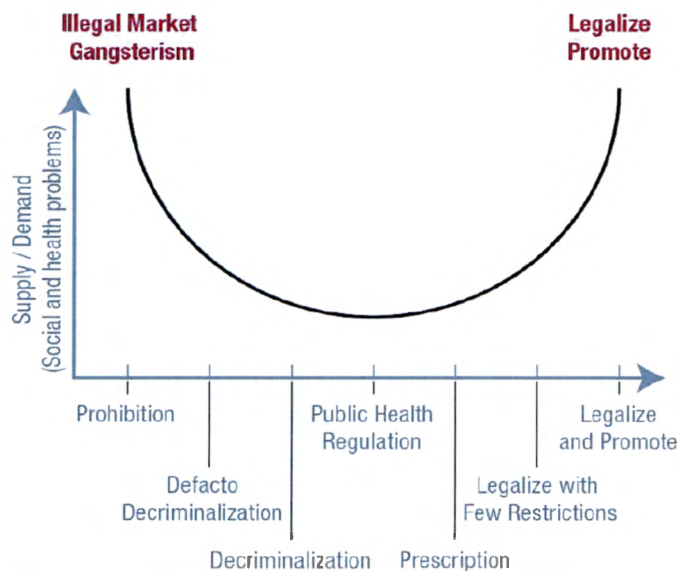 Illegal Market
Gangsterism
Legalize
Promote
Supply / Demand
(Social and health problems)
Prohibition
Public Health
Regulation
Legalize
and Promote
Defacto
Decriminalization
Legalize with
Few Restrictions
Decriminalization
Prescription